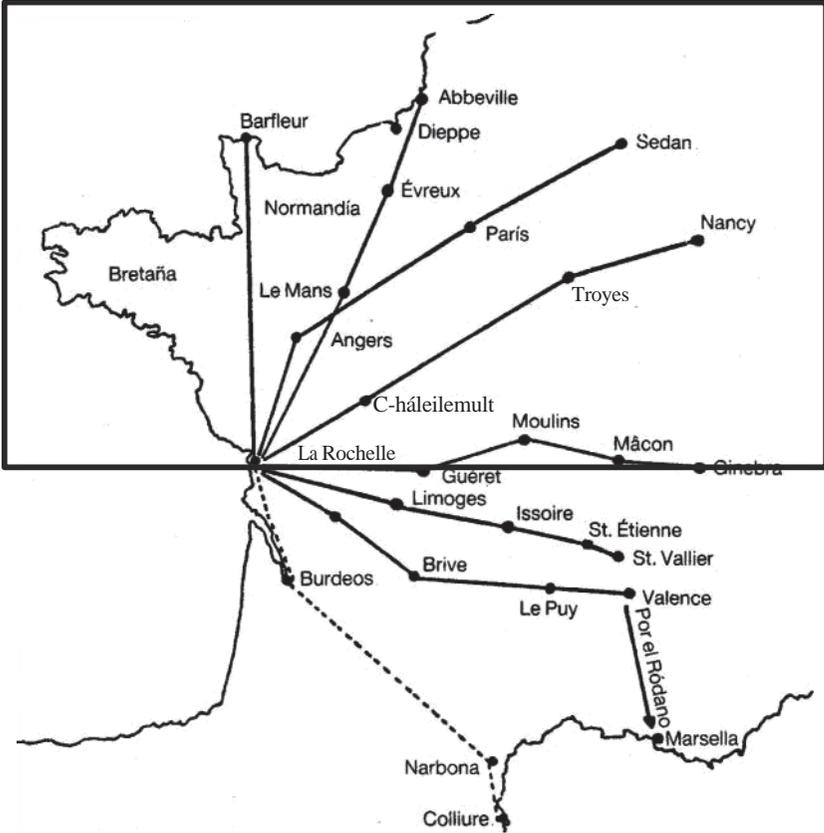 Abbeville
Barfleur
Dieppe
Sedan
Évreux
Normandía
Nancy
París
Bretaña
Le Mans
Troyes
Angers
C-háleilemult
Moulins
La Rochelle
Mâcon
Guéret
Ginebra
Limoges
Issoire
St. Étienne
St. Vallier
Brive
Burdeos
Le Puy
Valence
Por el Ródano
Marsella
Narbona
Colliure